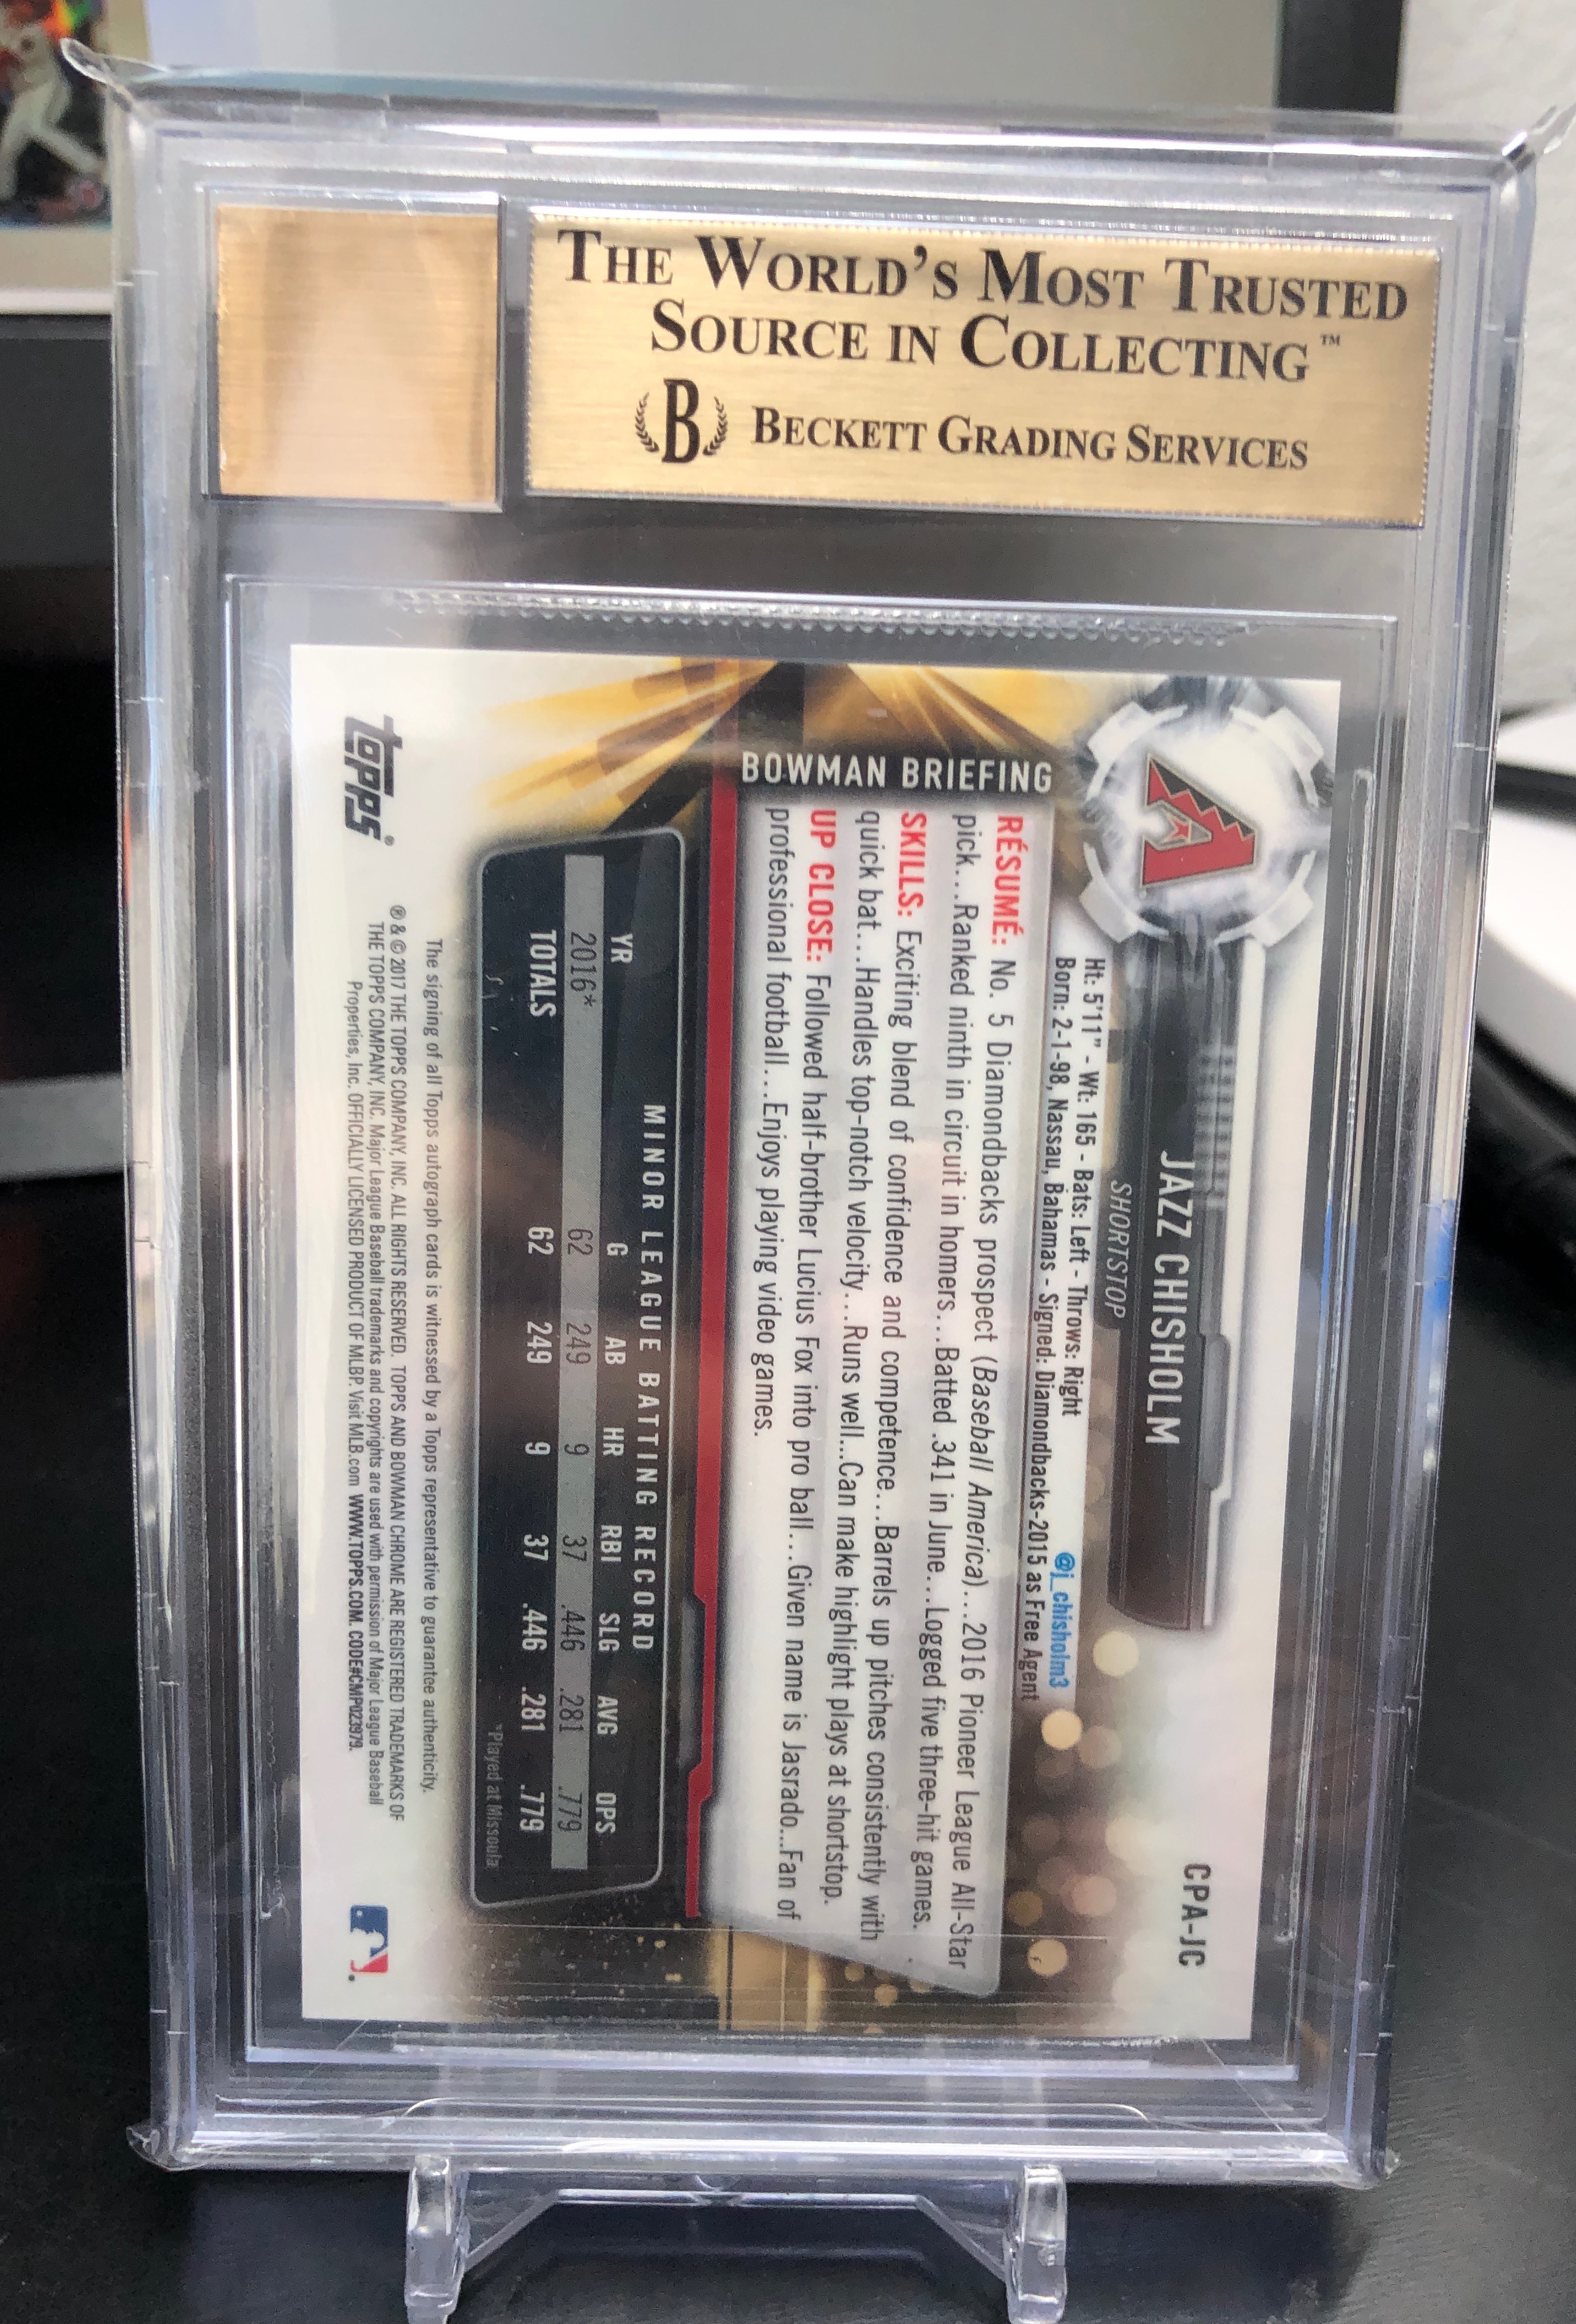 THE WORLD'S MOST TRUSTED
SOURCE IN COLLECTING™
B BECKETT GRADING SERVICES
CPA-JC
JAZZ CHISHOLM
SHORTSTOP
Ht: 5'11" - Wt: 165 - Bats: Left - Throws: Right @j_chisholm3
Born: 2-1-98, Nassau, Bahamas - Signed: Diamondbacks-2015 as Free Agent
A
BOWMAN BRIEFING
RÉSUMÉ: No. 5 Diamondbacks prospect (Baseball America)...2016 Pioneer League All-Star
pick...Ranked ninth in circuit in homers...Batted .341 in June...Logged five three-hit games.
SKILLS: Exciting blend of confidence and competence...Barrels up pitches consistently with
quick bat...Handles top-notch velocity...Runs well...Can make highlight plays at shortstop.
UP CLOSE: Followed half-brother Lucius Fox into pro ball...Given name is Jasrado...Fan of
professional football...Enjoys playing video games.
MINOR LEAGUE BATTING RECORD
YR G AB HR RBI SLG AVG OPS
2016* 62 249 9 37 .446 .281 .779
TOTALS 62 249 9 37 .446 .281 .779
*Played at Missoula
The signing of all Topps autograph cards is witnessed by a Topps representative to guarantee authenticity.
® & © 2017 THE TOPPS COMPANY, INC. ALL RIGHTS RESERVED. TOPPS AND BOWMAN CHROME ARE REGISTERED TRADEMARKS OF
THE TOPPS COMPANY, INC. Major League Baseball trademarks and copyrights are used with permission of Major League Baseball
Properties, Inc. OFFICIALLY LICENSED PRODUCT OF MLBP. Visit MLB.com WWW.TOPPS.COM. CODE#CMP023979.
topps®